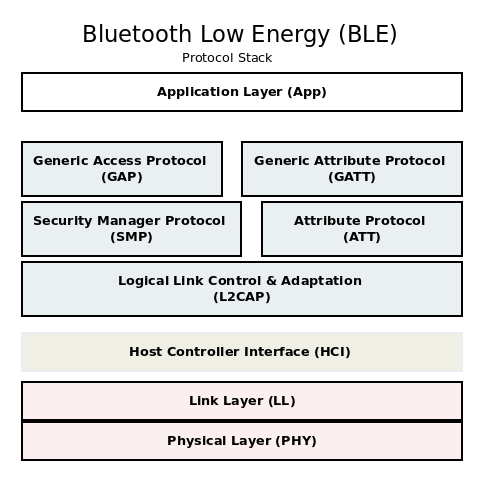 Bluetooth Low Energy (BLE)
Protocol Stack
Application Layer (App)
Generic Access Protocol
(GAP)
Generic Attribute Protocol
(GATT)
Security Manager Protocol
(SMP)
Attribute Protocol
(ATT)
Logical Link Control & Adaptation
(L2CAP)
Host Controller Interface (HCI)
Link Layer (LL)
Physical Layer (PHY)